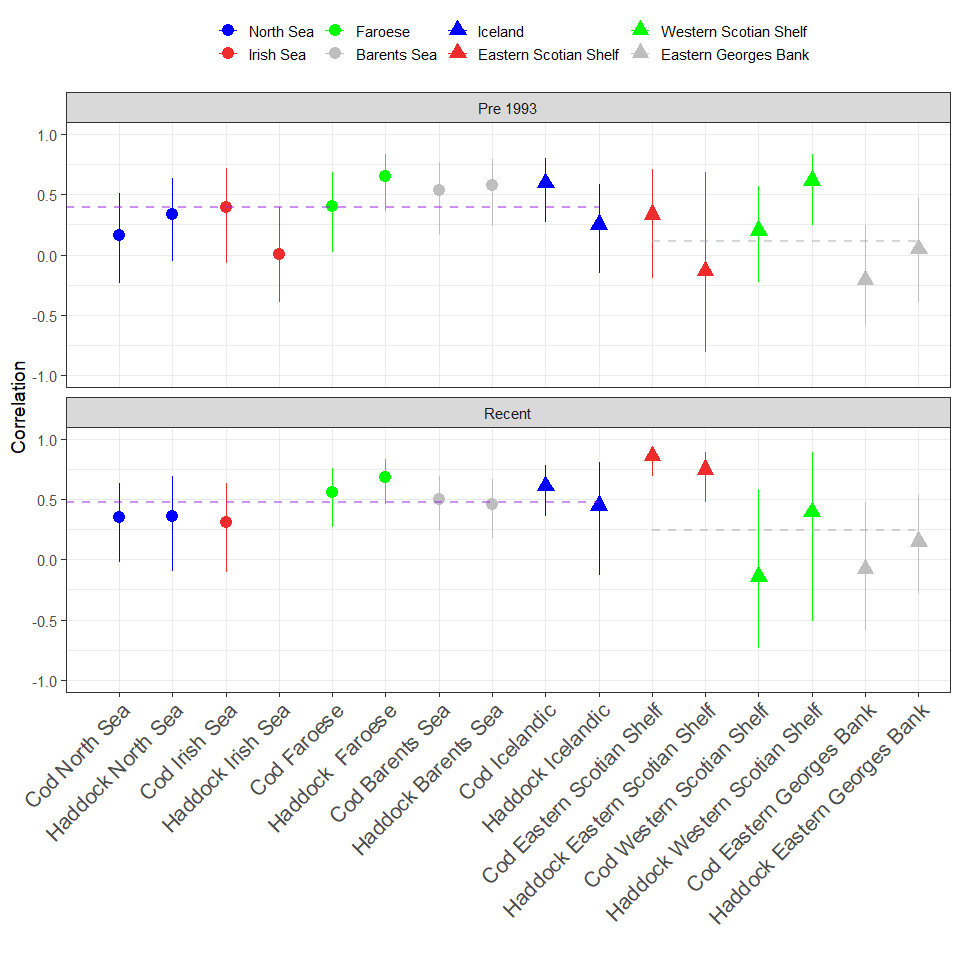 North Sea Faroese Iceland Western Scotian Shelf
Irish Sea Barents Sea Eastern Scotian Shelf Eastern Georges Bank
Pre 1993
1.0
0.5
0.0
-0.5
-1.0
Correlation
Recent
1.0
0.5
0.0
-0.5
-1.0
Cod North Sea
Haddock North Sea
Cod Irish Sea
Haddock Irish Sea
Cod Faroese
Haddock  Faroese
Cod Barents Sea
Haddock Barents Sea
Cod Icelandic
Haddock Icelandic
Cod Eastern Scotian Shelf
Haddock Eastern Scotian Shelf
Cod Western Scotian Shelf
Haddock Western Scotian Shelf
Cod Eastern Georges Bank
Haddock Eastern Georges Bank